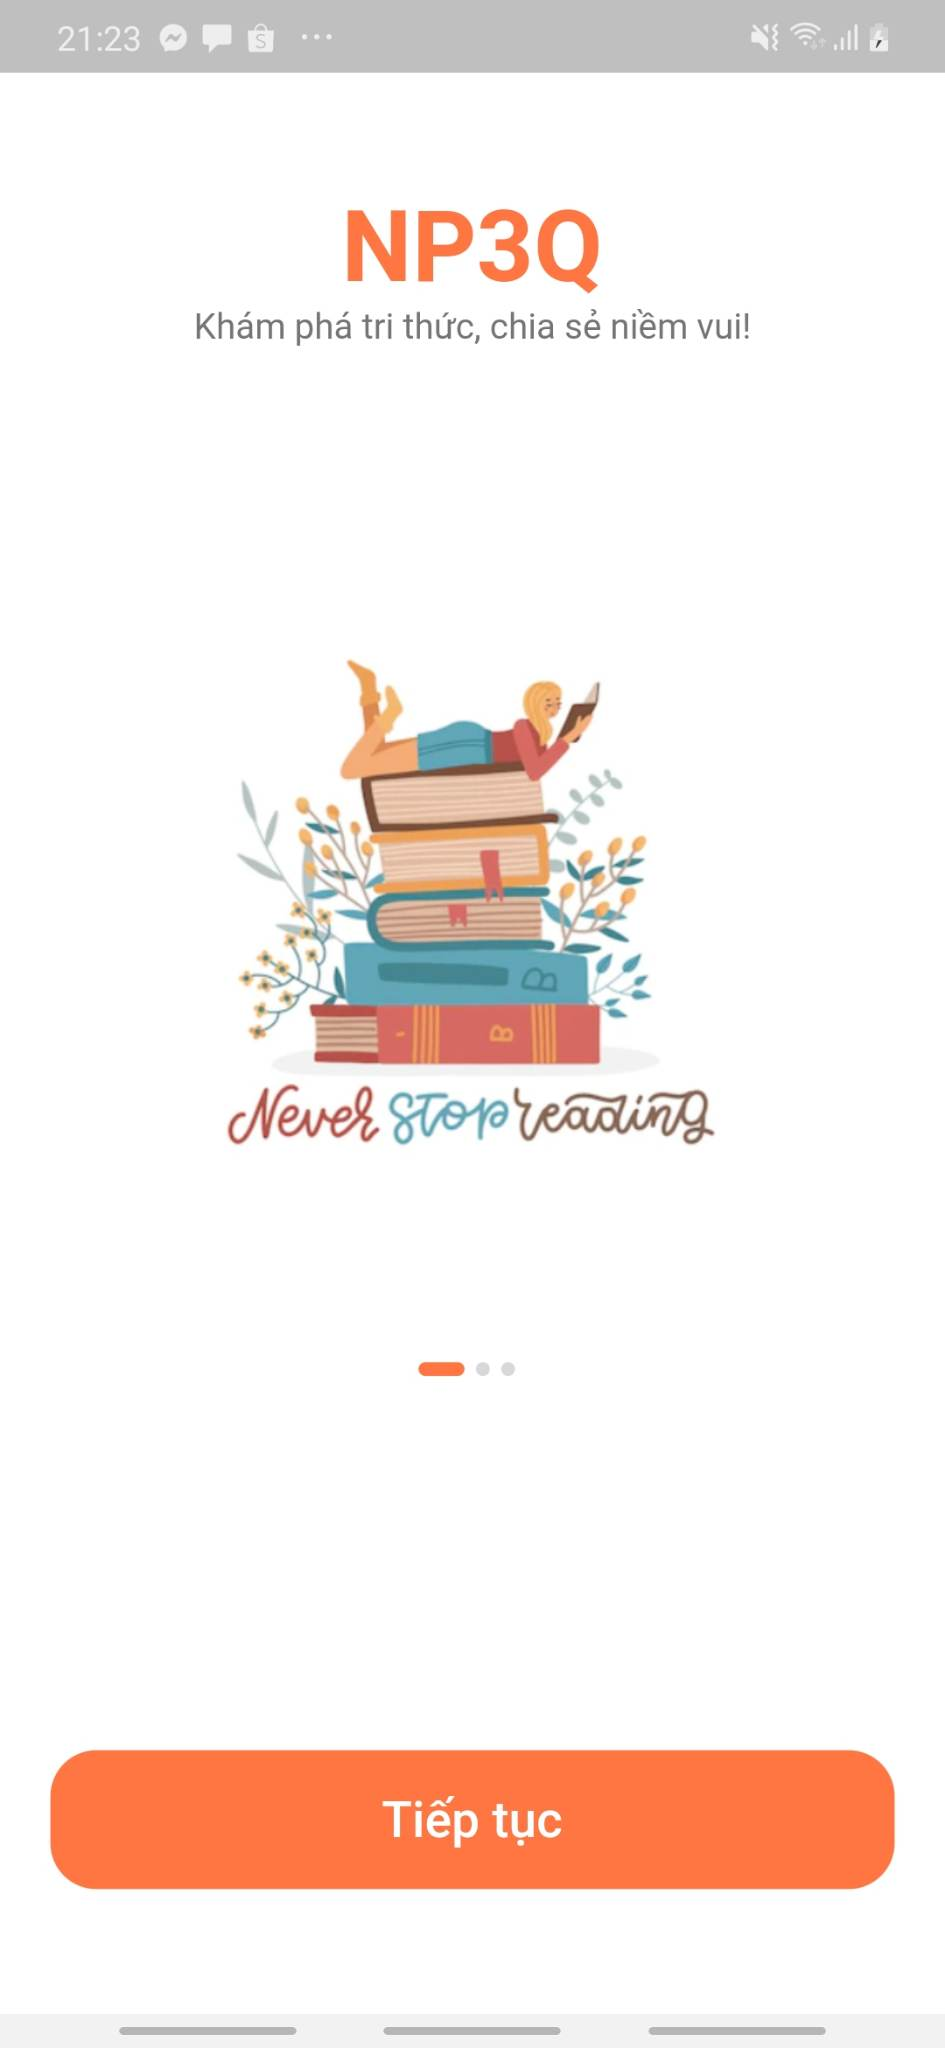 21:23
NP3Q
Khám phá tri thức, chia sẻ niềm vui!
B
B
Never stop reading
Tiếp tục